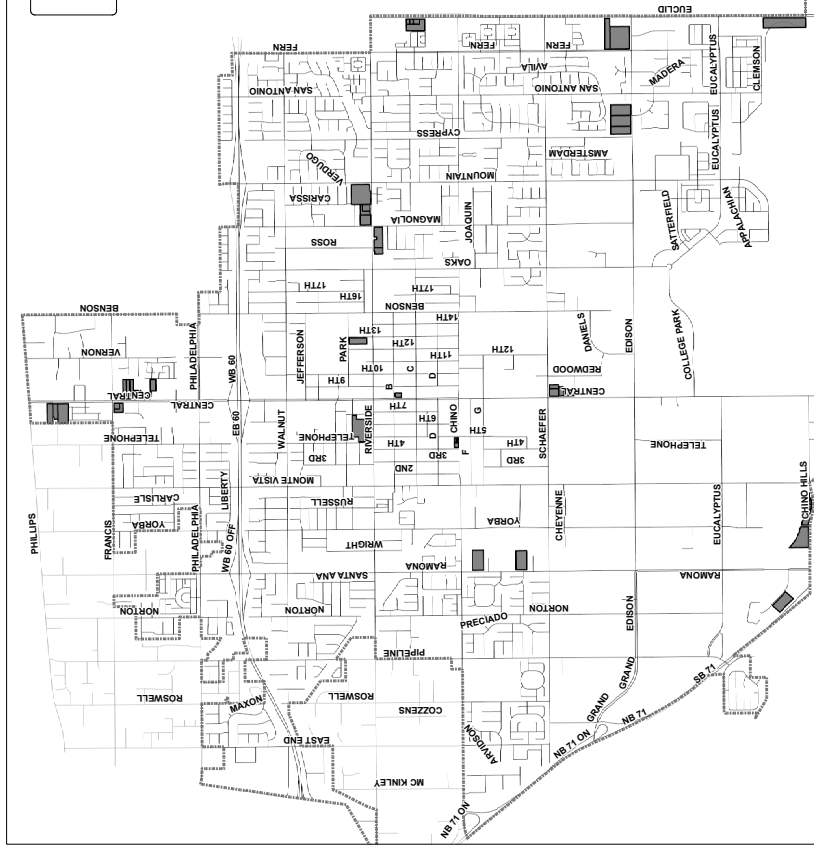 EUCLID
FERN
FERN
FERN
AVILLA
SAN ANTONIO
SAN ANTONIO
MADERA
EUCALYPTUS
CLEMSON
CYPRESS
VERDUGO
AMSTERDAM
EUCALYPTUS
MOUNTAIN
CARISSA
MAGNOLIA
JOAQUIN
SATTERFIELD
APPALACHIAN
ROSS
OAKS
17TH
17TH
16TH
BENSON
BENSON
14TH
13TH
12TH
VERNON
PHILADELPHIA
WB 60
JEFFERSON
PARK
11TH
12TH
DANIELS
EDISON
COLLEGE PARK
10TH
C
D
9TH
REDWOOD
B
CENTRAL
CENTRAL
CENTRAL
7TH
6TH
CHINO
G
TELEPHONE
EB 60
WALNUT
TELEPHONE
RIVERSIDE
4TH
D
5TH
4TH
SCHAEFER
TELEPHONE
3RD
3RD
F
3RD
2ND
MONTE VISTA
CARLISLE
LIBERTY
RUSSELL
YORBA
YORBA
CHEYENNE
EUCALYPTUS
CHINO HILLS
PHILLIPS
FRANCIS
PHILADELPHIA
WB 60 OFF
WRIGHT
RAMONA
RAMONA
SANTA ANA
NORTON
NORTON
NORTON
PRECIADO
EDISON
PIPELINE
ROSWELL
ROSWELL
MAXON
COZZENS
GRAND
GRAND
SB 71
NB 71
EAST END
ARVIDSON
NB 71 ON
MC KINLEY
NB 71 ON